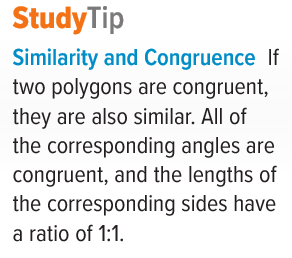 StudyTip
Similarity and Congruence If
two polygons are congruent,
they are also similar. All of
the corresponding angles are
congruent, and the lengths of
the corresponding sides have
a ratio of 1:1.